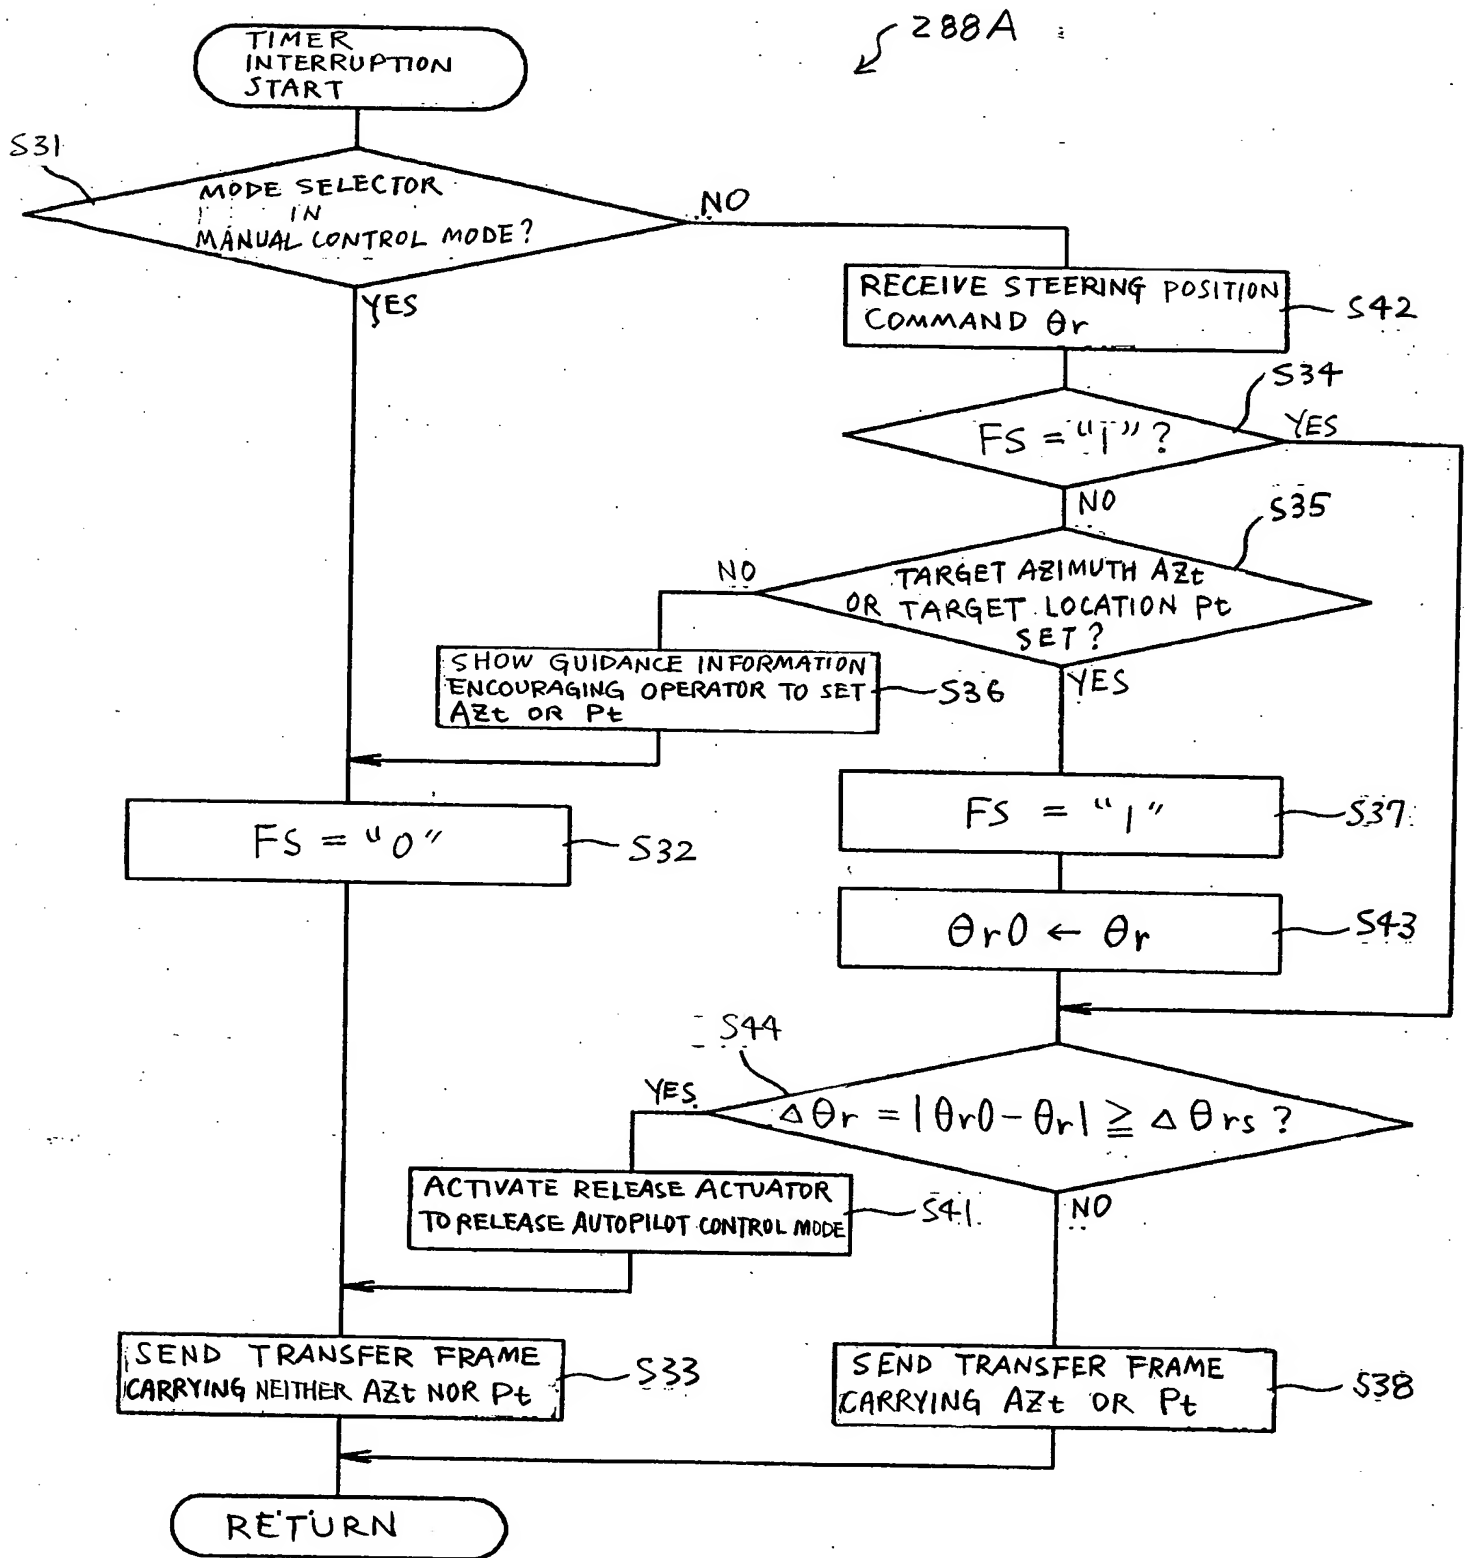 288A
TIMER
INTERRUPTION
START
S31
MODE SELECTOR
IN
MANUAL CONTROL MODE?
NO
YES
RECEIVE STEERING POSITION
COMMAND θr
S42
S34
FS = "1"?
YES
NO
S35
TARGET AZIMUTH AZt
OR TARGET LOCATION Pt
SET?
NO
YES
SHOW GUIDANCE INFORMATION
ENCOURAGING OPERATOR TO SET
AZt OR Pt
S36
FS = "0"
S32
FS = "1"
S37
θr0 ← θr
S43
S44
YES
Δθr = |θr0-θr| ≧ Δθrs?
NO
ACTIVATE RELEASE ACTUATOR
TO RELEASE AUTOPILOT CONTROL MODE
S41
SEND TRANSFER FRAME
CARRYING NEITHER AZt NOR Pt
S33
SEND TRANSFER FRAME
CARRYING AZt OR Pt
S38
RETURN